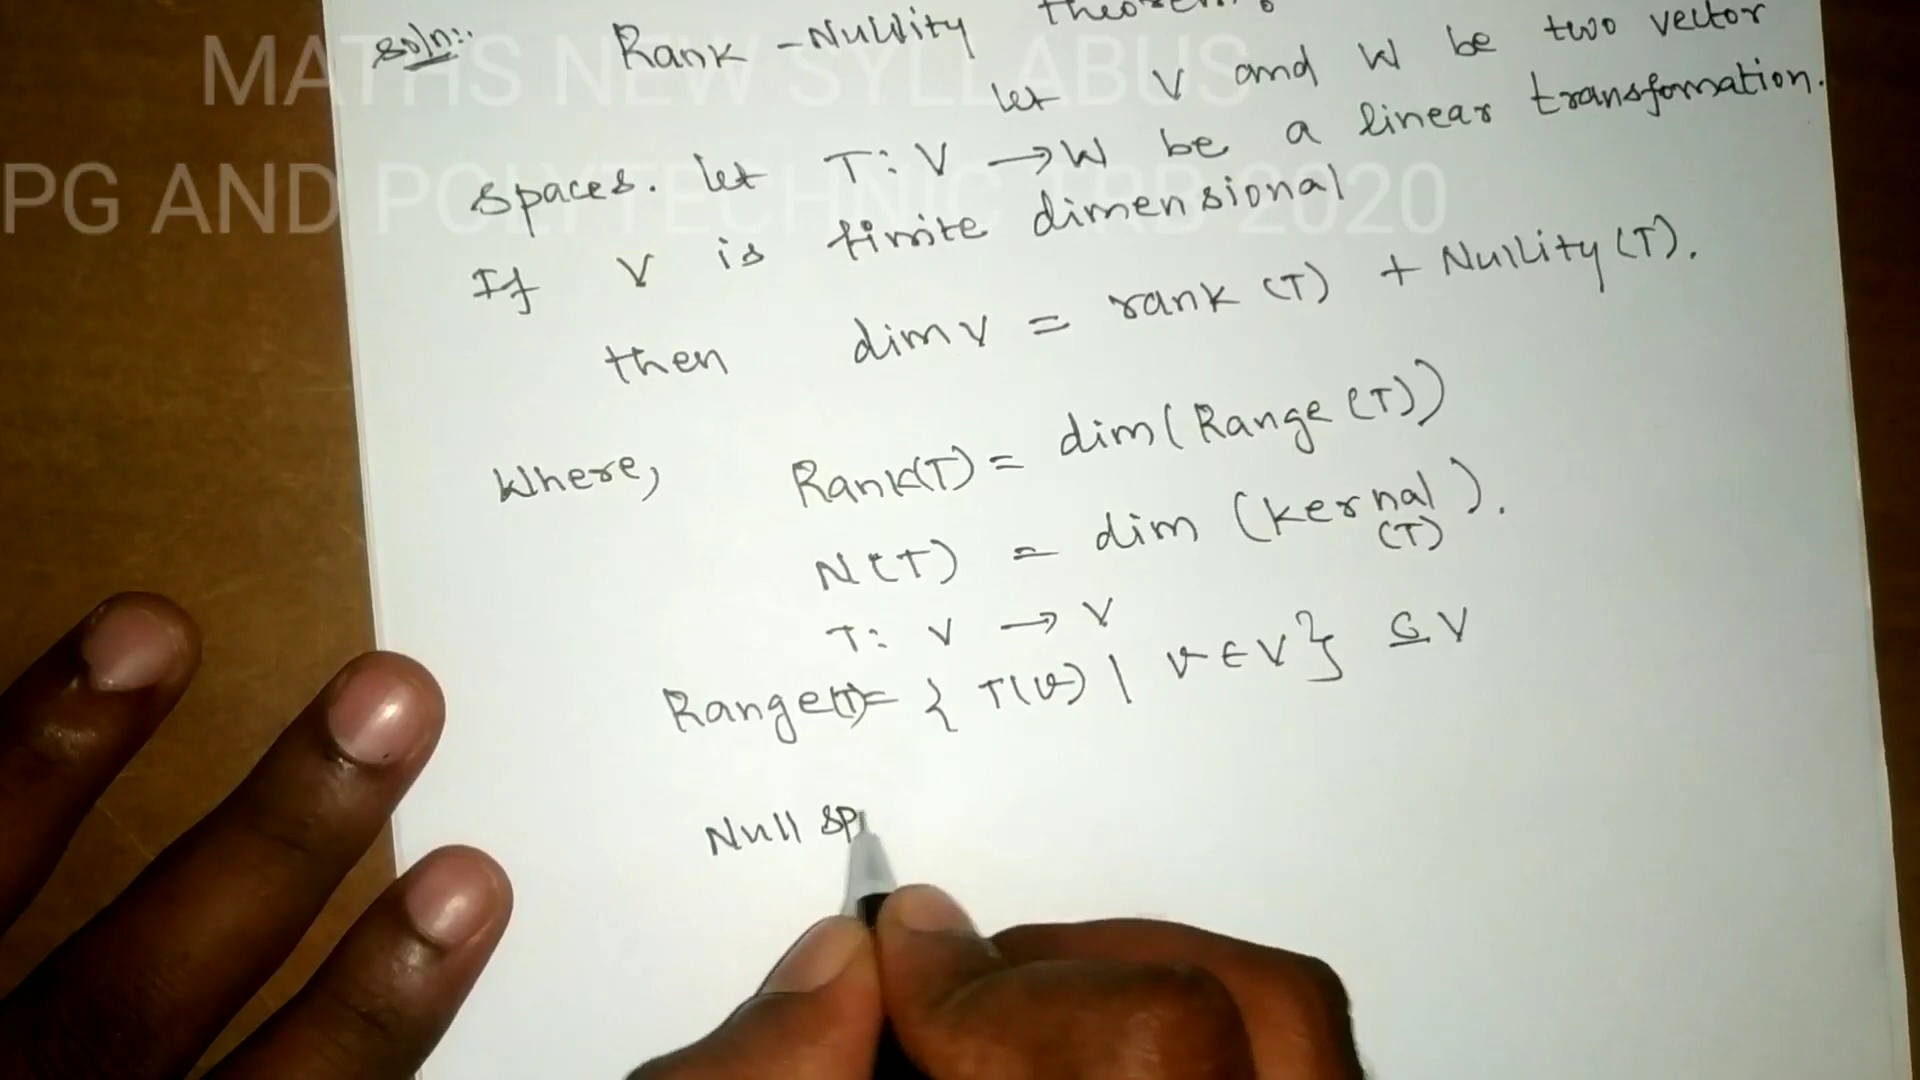 Soln:. Rank - Nullity Theorem:
Let V and W be two vector
spaces. Let T: V → W be a linear transfomation.
If V is finite dimensional
then dim V = rank (T) + Nullity (T).
Where, Rank(T) = dim (Range (T))
N(T) = dim (kernal (T)).
T: V → V
Range(T) = { T(v) | v ∈ V } ⊆ V
Null sp
MATHS NEW SYLLABUS
PG AND POLYTECHNIC TRB 2020